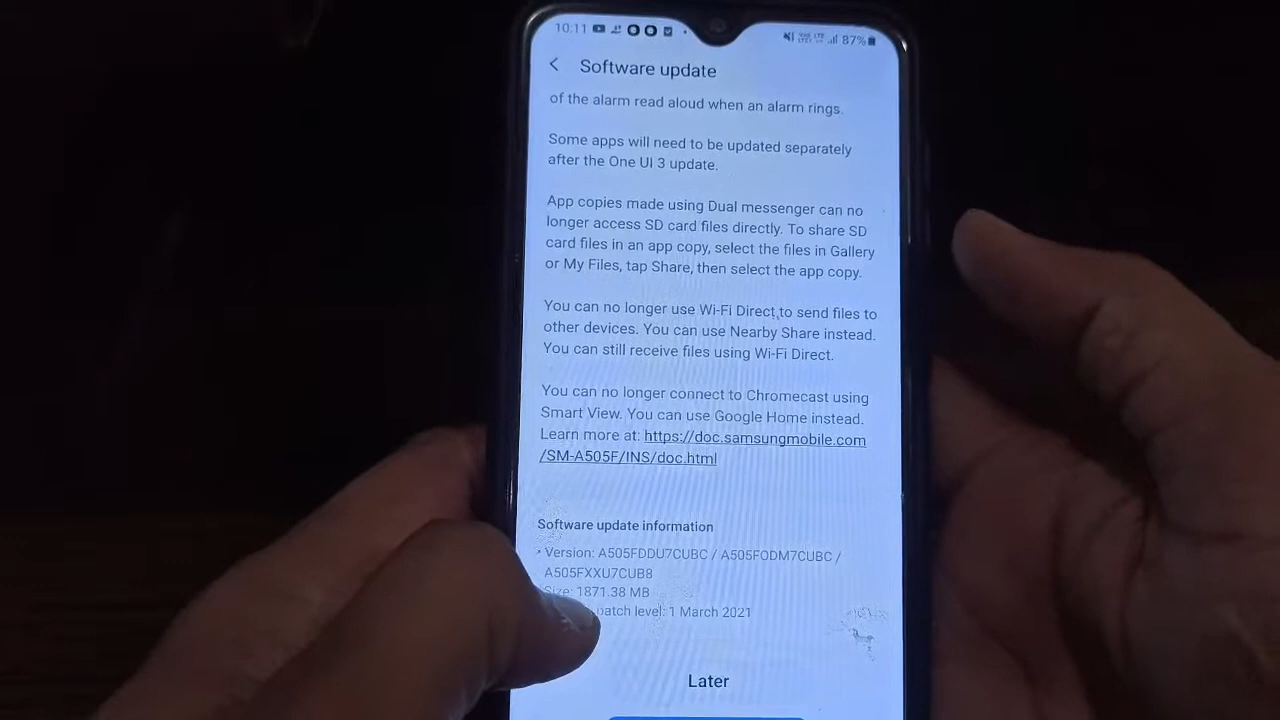 10:11
87%
Software update
of the alarm read aloud when an alarm rings.
Some apps will need to be updated separately
after the One UI 3 update.
App copies made using Dual messenger can no
longer access SD card files directly. To share SD
card files in an app copy, select the files in Gallery
or My Files, tap Share, then select the app copy.
You can no longer use Wi-Fi Direct to send files to
other devices. You can use Nearby Share instead.
You can still receive files using Wi-Fi Direct.
You can no longer connect to Chromecast using
Smart View. You can use Google Home instead.
Learn more at: https://doc.samsungmobile.com
/SM-A505F/INS/doc.html
Software update information
• Version: A505FDDU7CUBC / A505FODM7CUBC /
A505FXXU7CUB8
Size: 1871.38 MB
patch level: 1 March 2021
Later